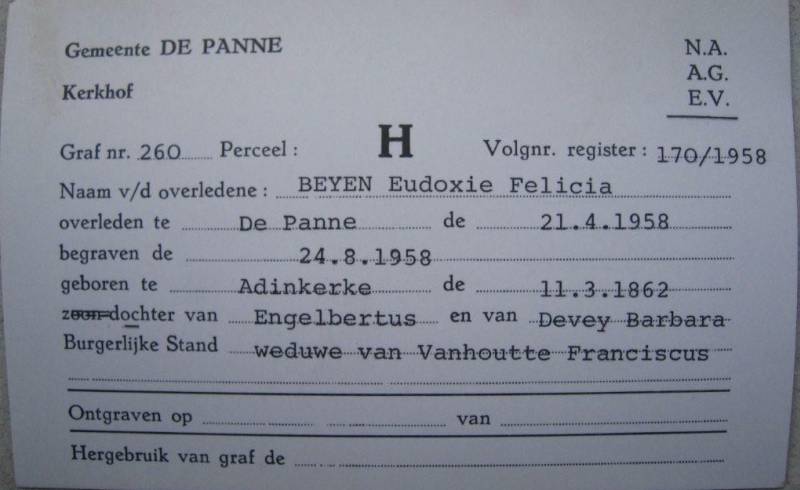 Gemeente DE PANNE
N.A.
A.G.
Kerkhof
E.V.
Graf nr. 260 Perceel : H Volgnr. register : 170/1958
Naam v/d overledene : BEYEN Eudoxie Felicia
overleden te De Panne de 21.4.1958
begraven de 24.8.1958
geboren te Adinkerke de 11.3.1862
zoon-dochter van Engelbertus en van Devey Barbara
Burgerlijke Stand weduwe van Vanhoutte Franciscus
Ontgraven op van
Hergebruik van graf de